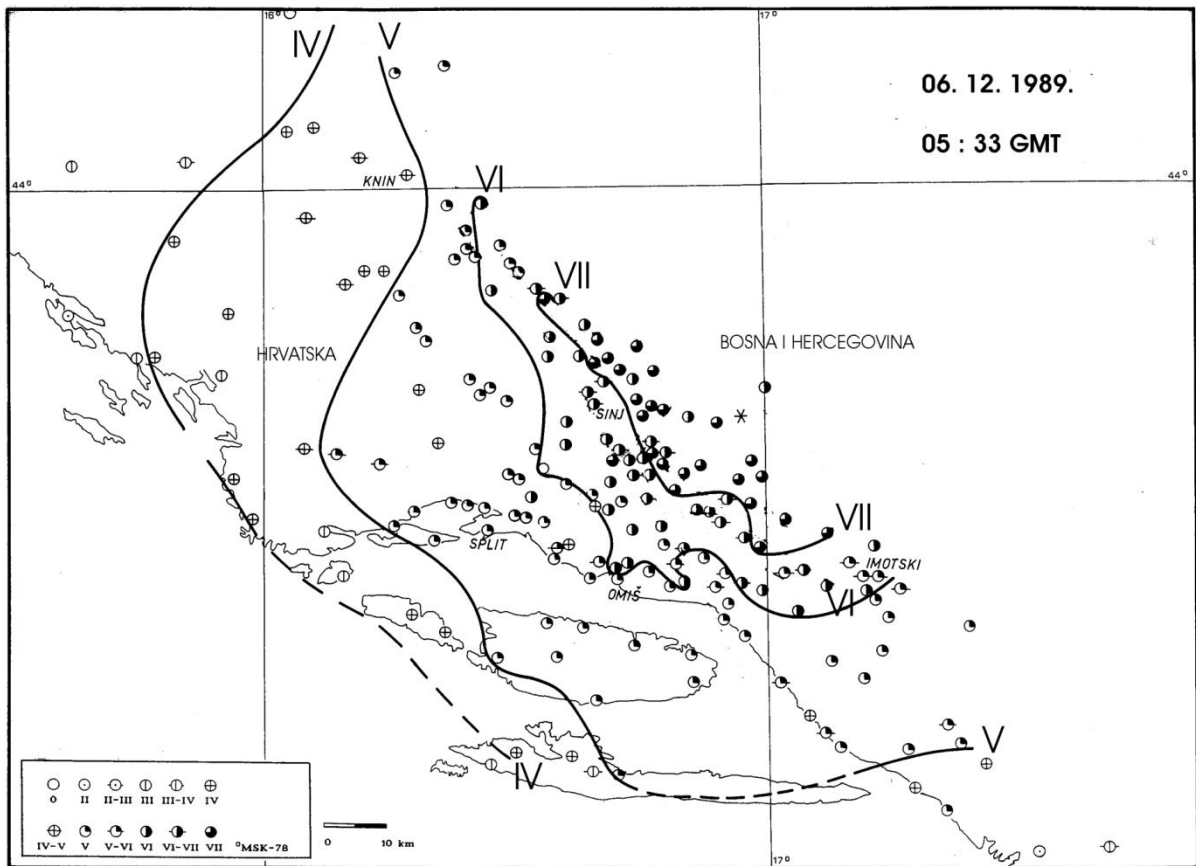 16°
17°
IV
V
06. 12. 1989.
05 : 33 GMT
KNIN
44°
44°
VI
VII
HRVATSKA
BOSNA I HERCEGOVINA
SINJ
SPLIT
VII
IMOTSKI
OMIŠ
VI
V
IV
0 II II-III III III-IV IV
IV-V V V-VI VI VI-VII VII °MSK-78
0 10 km
17°